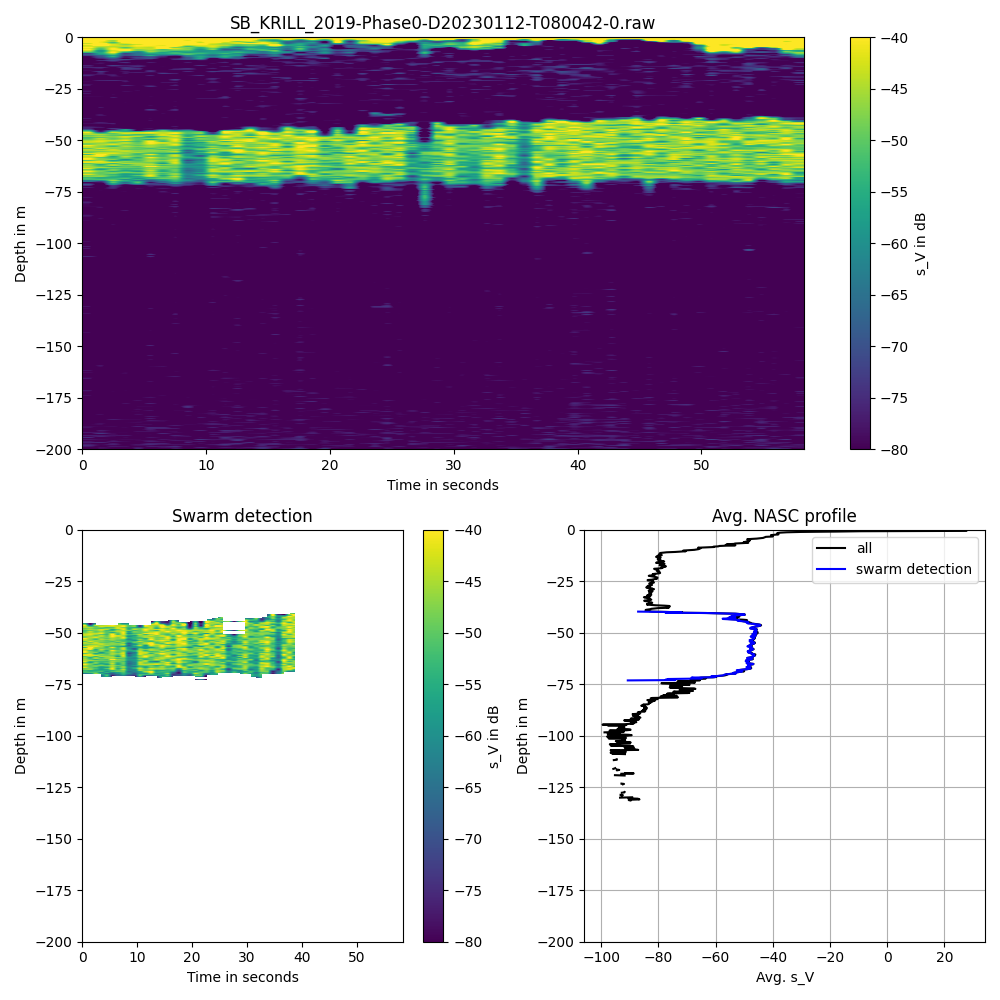 SB_KRILL_2019-Phase0-D20230112-T080042-0.raw
0
−25
−50
−75
−100
−125
−150
−175
−200
Depth in m
0 10 20 30 40 50
Time in seconds
−40
−45
−50
−55
−60
−65
−70
−75
−80
s_V in dB
Swarm detection
0
−25
−50
−75
−100
−125
−150
−175
−200
Depth in m
0 10 20 30 40 50
Time in seconds
−40
−45
−50
−55
−60
−65
−70
−75
−80
s_V in dB
Avg. NASC profile
all
swarm detection
0
−25
−50
−75
−100
−125
−150
−175
−200
Depth in m
−100 −80 −60 −40 −20 0 20
Avg. s_V